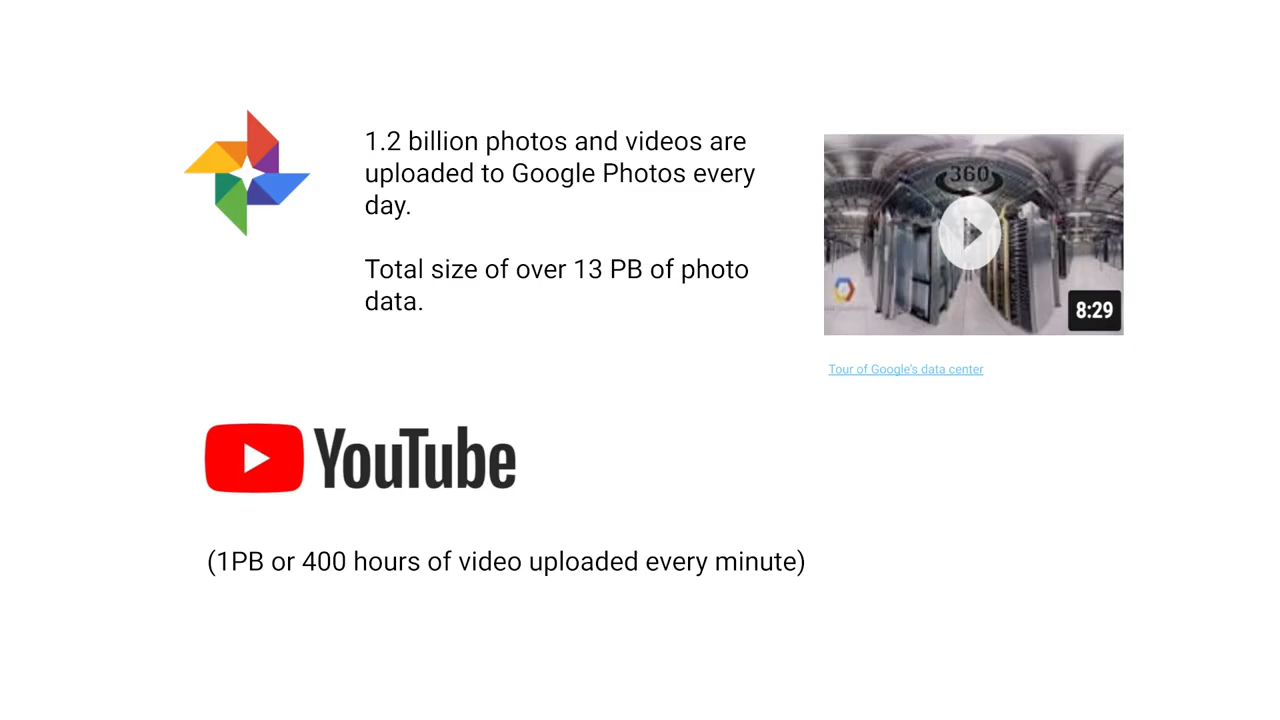 1.2 billion photos and videos are
uploaded to Google Photos every
day.
Total size of over 13 PB of photo
data.
360
8:29
Tour of Google's data center
YouTube
(1PB or 400 hours of video uploaded every minute)